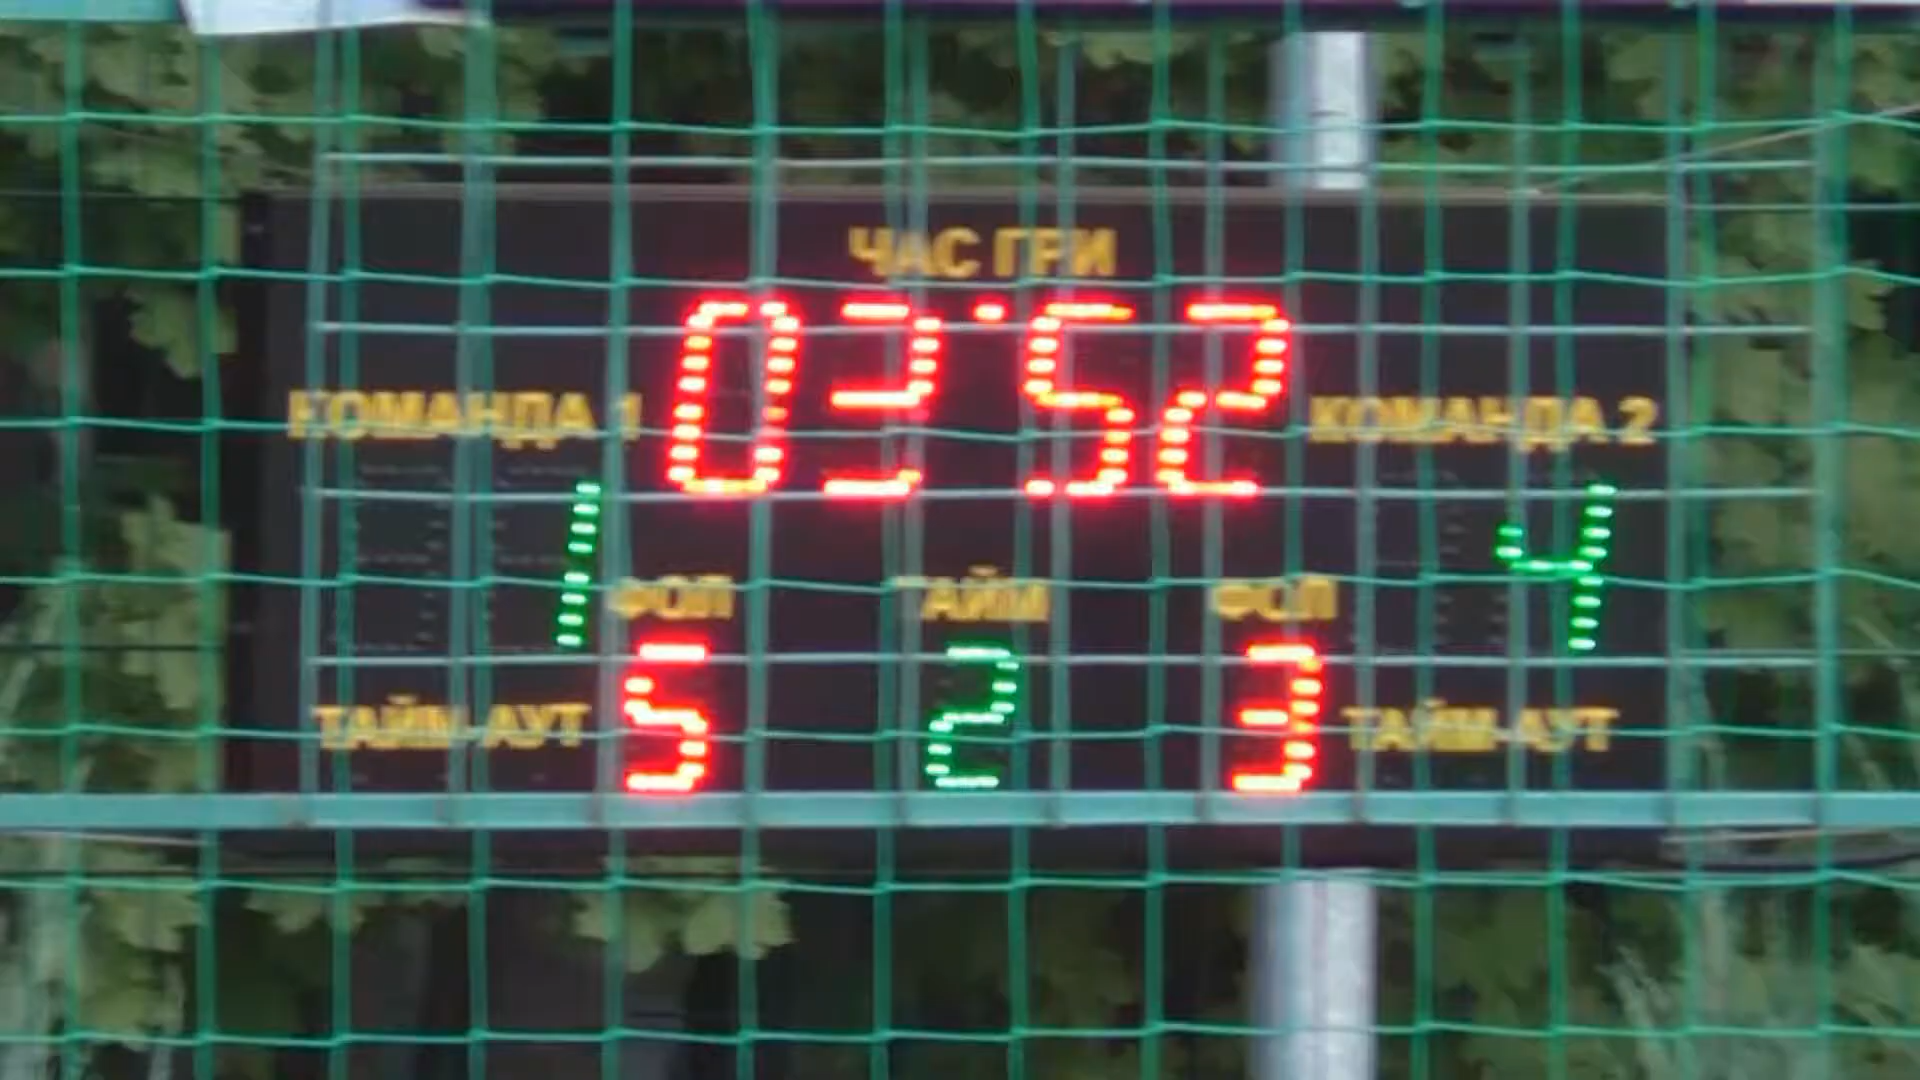 ЧАС ГРИ
03:52
КОМАНДА 1
КОМАНДА 2
1
4
ФОЛ ТАЙМ ФОЛ
5 2 3
ТАЙМ-АУТ
ТАЙМ-АУТ